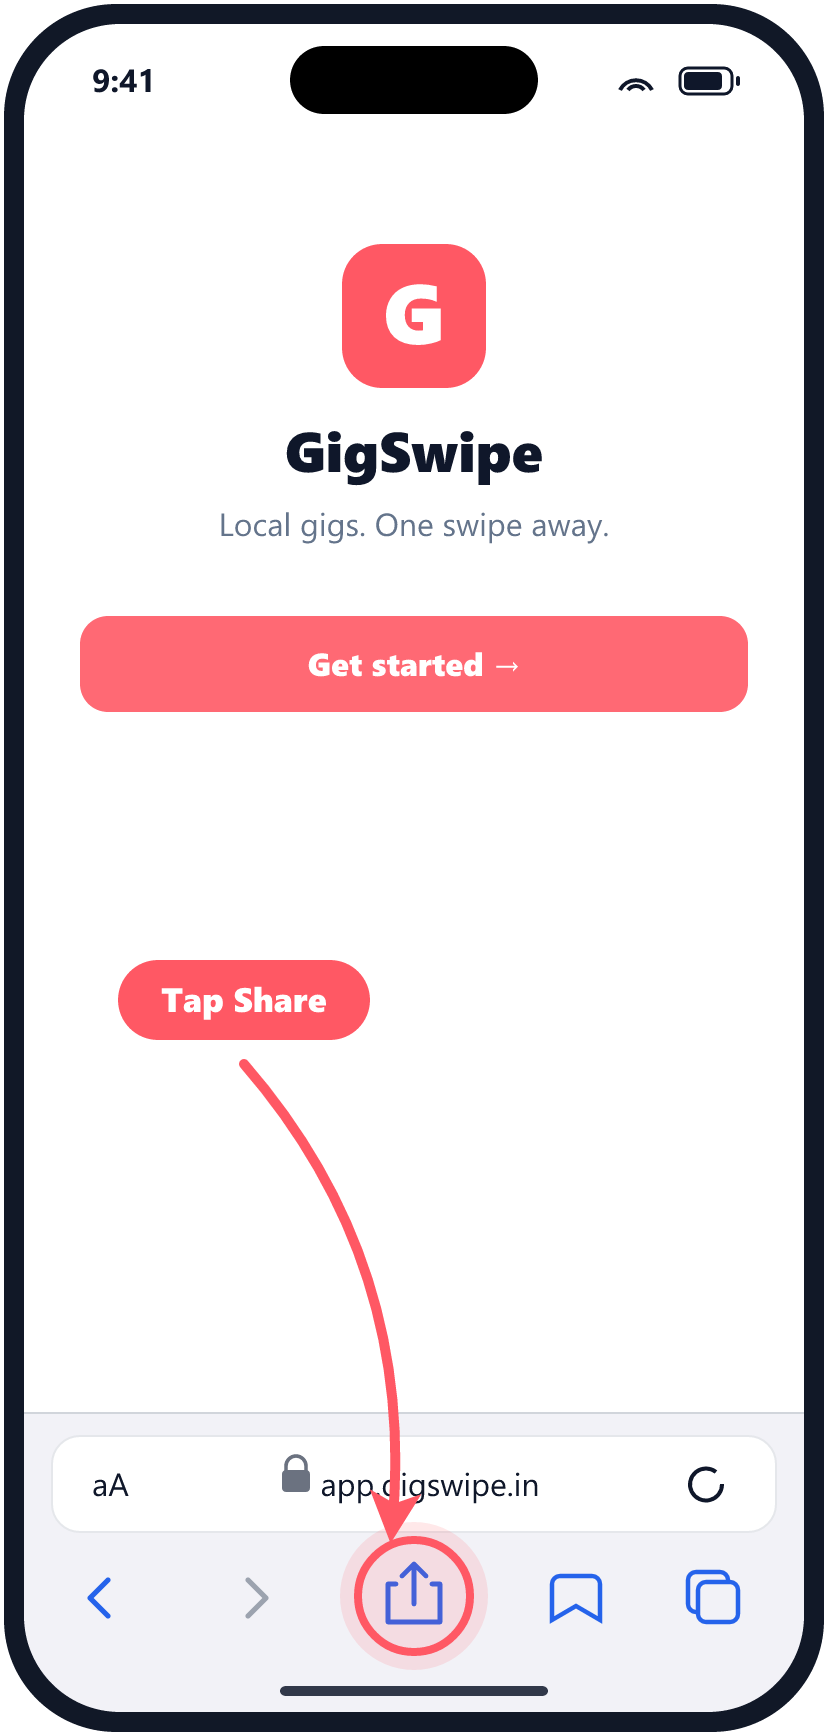 9:41
G
GigSwipe
Local gigs. One swipe away.
Get started →
Tap Share
aA
app.gigswipe.in